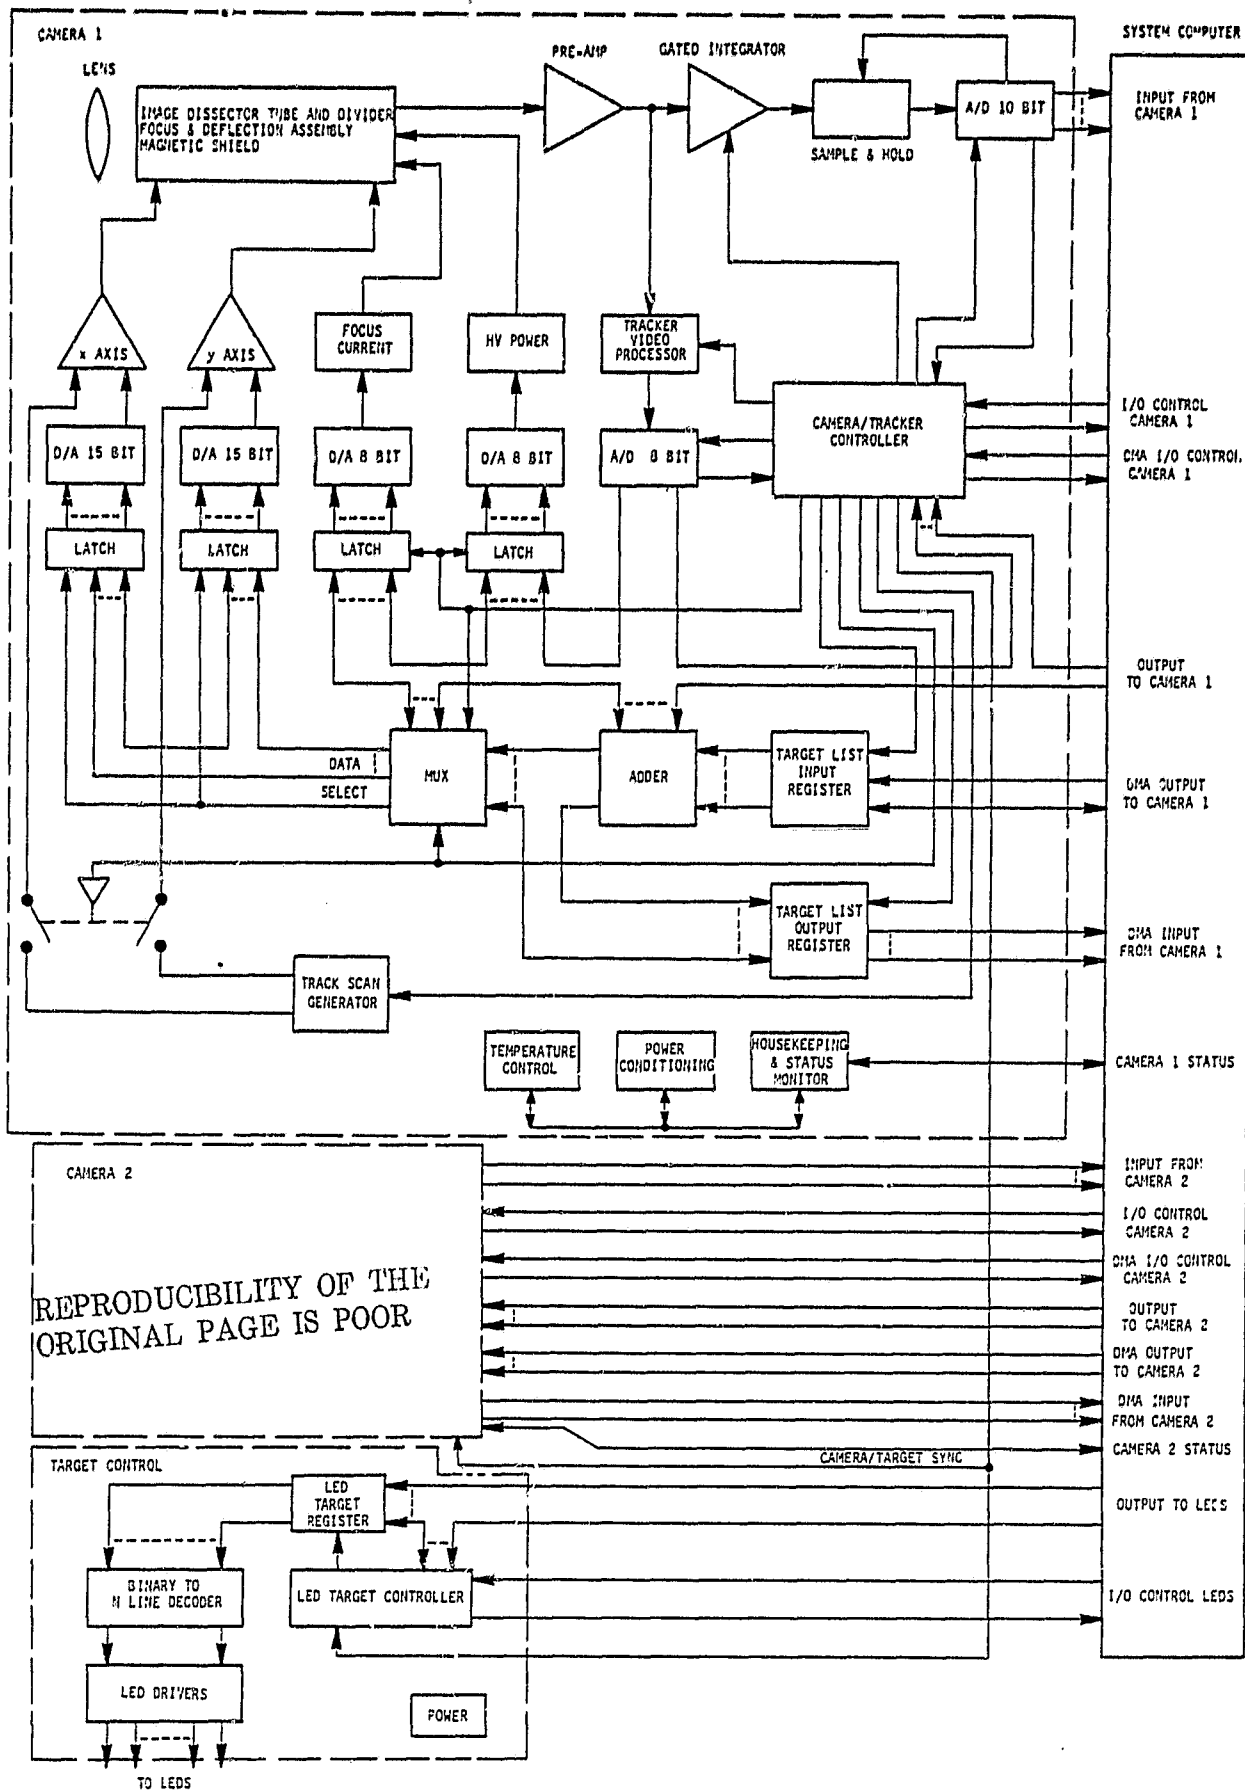 CAMERA 1
SYSTEM COMPUTER
LENS
PRE-AMP
GATED INTEGRATOR
IMAGE DISSECTOR TUBE AND DIVIDER
FOCUS & DEFLECTION ASSEMBLY
MAGNETIC SHIELD
A/D 10 BIT
INPUT FROM
CAMERA 1
SAMPLE & HOLD
x AXIS
y AXIS
FOCUS
CURRENT
HV POWER
TRACKER
VIDEO
PROCESSOR
CAMERA/TRACKER
CONTROLLER
I/O CONTROL
CAMERA 1
DMA I/O CONTROL
CAMERA 1
D/A 15 BIT
D/A 15 BIT
D/A 8 BIT
D/A 8 BIT
A/D 8 BIT
LATCH
LATCH
LATCH
LATCH
OUTPUT
TO CAMERA 1
DATA
SELECT
MUX
ADDER
TARGET LIST
INPUT
REGISTER
DMA OUTPUT
TO CAMERA 1
TARGET LIST
OUTPUT
REGISTER
DMA INPUT
FROM CAMERA 1
TRACK SCAN
GENERATOR
TEMPERATURE
CONTROL
POWER
CONDITIONING
HOUSEKEEPING
& STATUS
MONITOR
CAMERA 1 STATUS
CAMERA 2
INPUT FROM
CAMERA 2
I/O CONTROL
CAMERA 2
DMA I/O CONTROL
CAMERA 2
REPRODUCIBILITY OF THE
ORIGINAL PAGE IS POOR
OUTPUT
TO CAMERA 2
DMA OUTPUT
TO CAMERA 2
DMA INPUT
FROM CAMERA 2
CAMERA 2 STATUS
CAMERA/TARGET SYNC
TARGET CONTROL
LED
TARGET
REGISTER
OUTPUT TO LEDS
BINARY TO
N LINE DECODER
LED TARGET CONTROLLER
I/O CONTROL LEDS
LED DRIVERS
POWER
TO LEDS